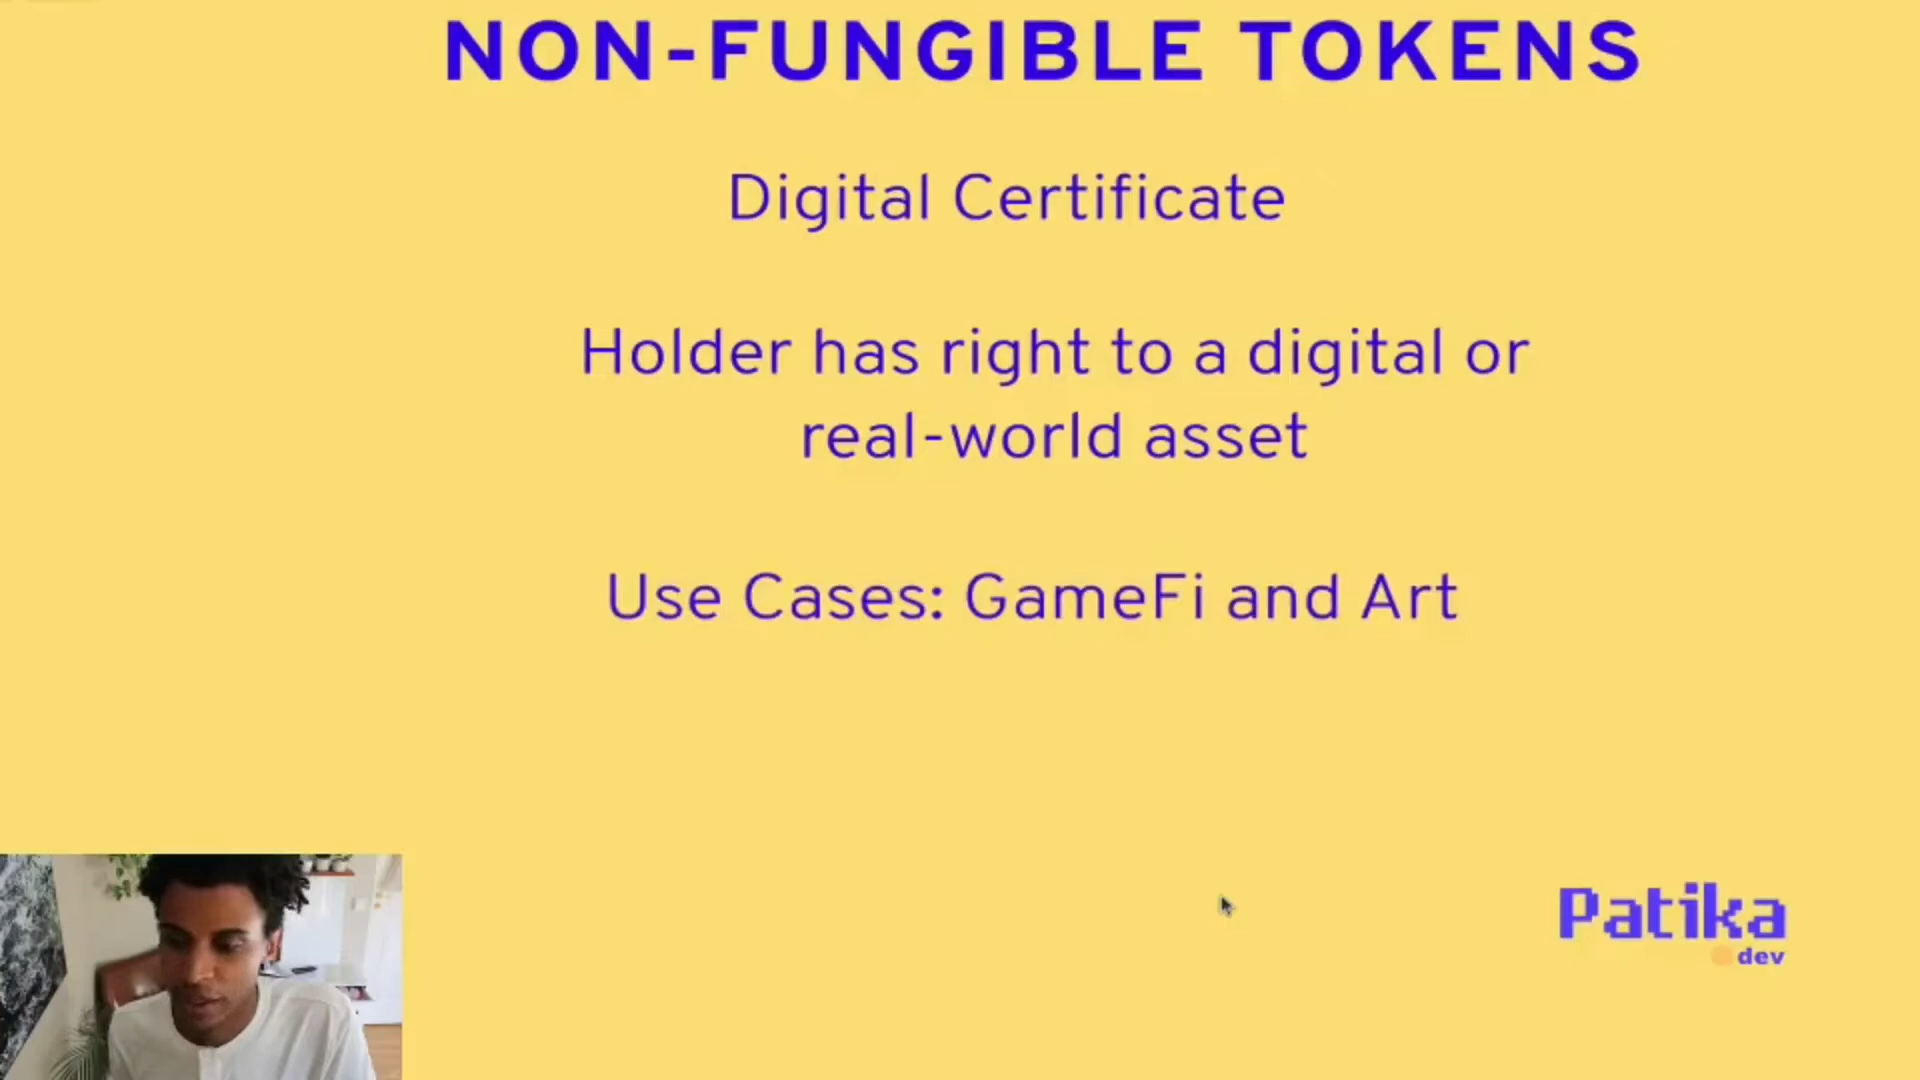 NON-FUNGIBLE TOKENS
Digital Certificate
Holder has right to a digital or
real-world asset
Use Cases: GameFi and Art
Patika
dev